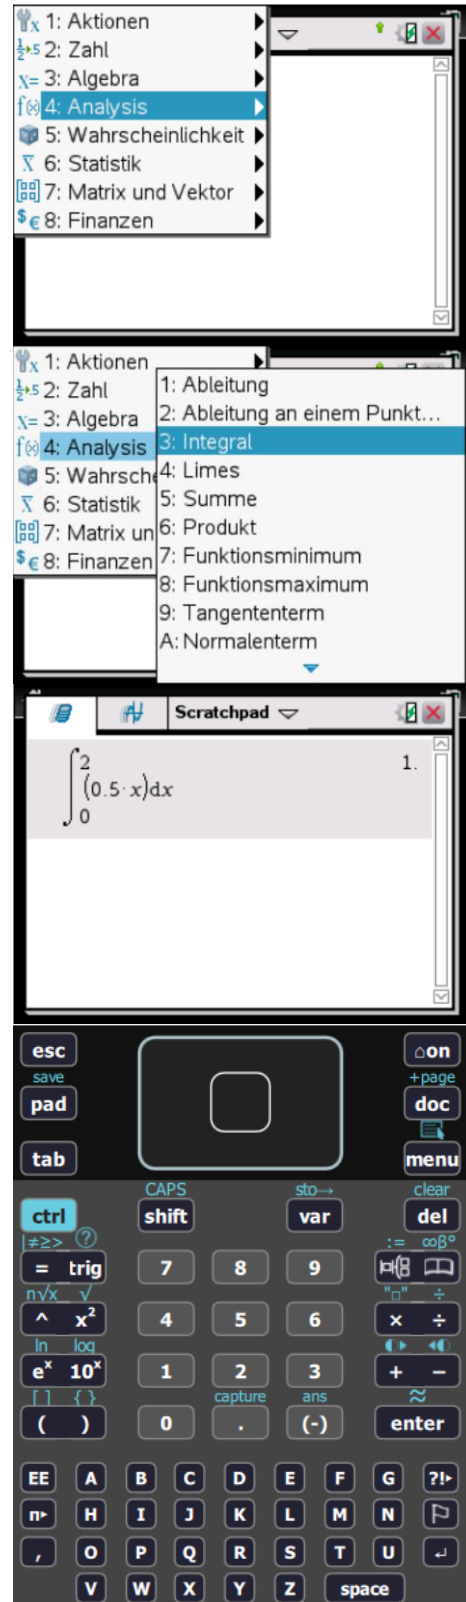 1: Aktionen
2: Zahl
3: Algebra
4: Analysis
5: Wahrscheinlichkeit
6: Statistik
7: Matrix und Vektor
8: Finanzen
1: Aktionen
2: Zahl
3: Algebra
4: Analysis
5: Wahrsche
6: Statistik
7: Matrix un
8: Finanzen
1: Ableitung
2: Ableitung an einem Punkt...
3: Integral
4: Limes
5: Summe
6: Produkt
7: Funktionsminimum
8: Funktionsmaximum
9: Tangententerm
A: Normalenterm
Scratchpad
∫ 2 (0.5·x)dx 0 1.
esc on
save +page
pad doc
tab menu
CAPS sto→ clear
ctrl shift var del
|≠≥> ? := ∞β°
= trig 7 8 9
n√x √ "□" ÷
^ x² 4 5 6 × ÷
ln log
eˣ 10ˣ 1 2 3 + −
[ ] { } capture ans ≈
( ) 0 . (-) enter
EE A B C D E F G ?!▸
π▸ H I J K L M N
, O P Q R S T U ↵
V W X Y Z space